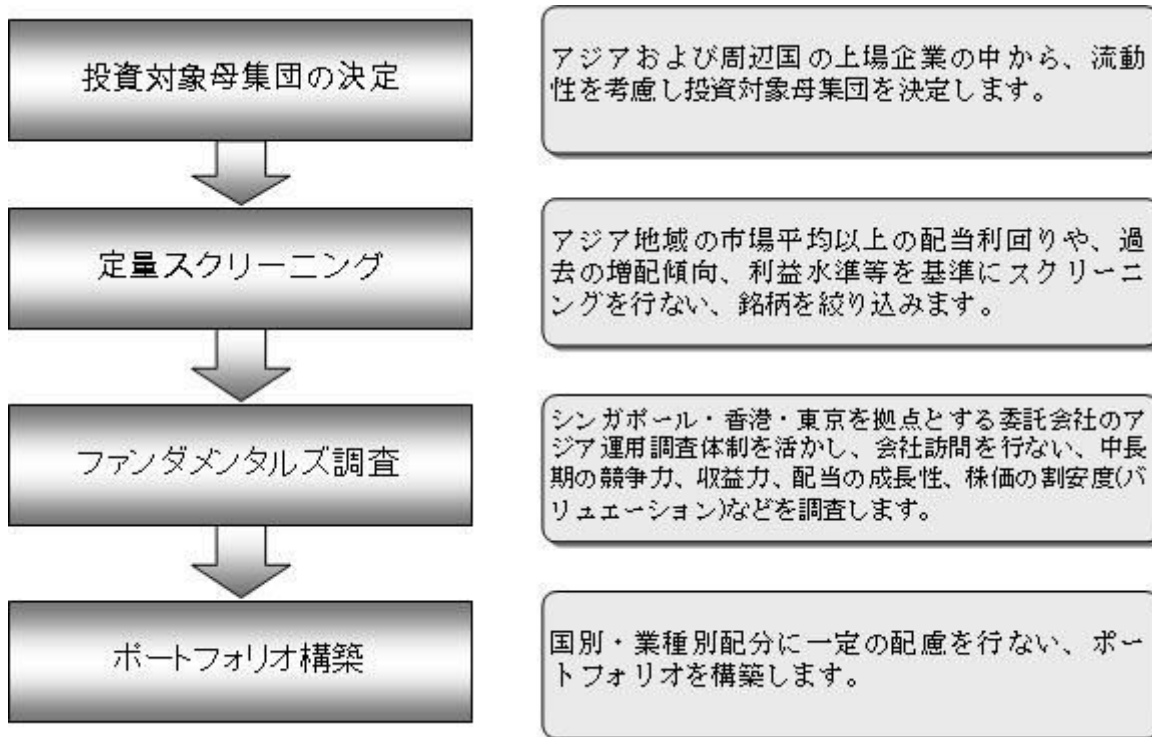 投資対象母集団の決定
アジアおよび周辺国の上場企業の中から、流動
性を考慮し投資対象母集団を決定します。
定量スクリーニング
アジア地域の市場平均以上の配当利回りや、過
去の増配傾向、利益水準等を基準にスクリーニ
ングを行ない、銘柄を絞り込みます。
ファンダメンタルズ調査
シンガポール・香港・東京を拠点とする委託会社のア
ジア運用調査体制を活かし、会社訪問を行ない、中長
期の競争力、収益力、配当の成長性、株価の割安度(バ
リュエーション)などを調査します。
ポートフォリオ構築
国別・業種別配分に一定の配慮を行ない、ポー
トフォリオを構築します。